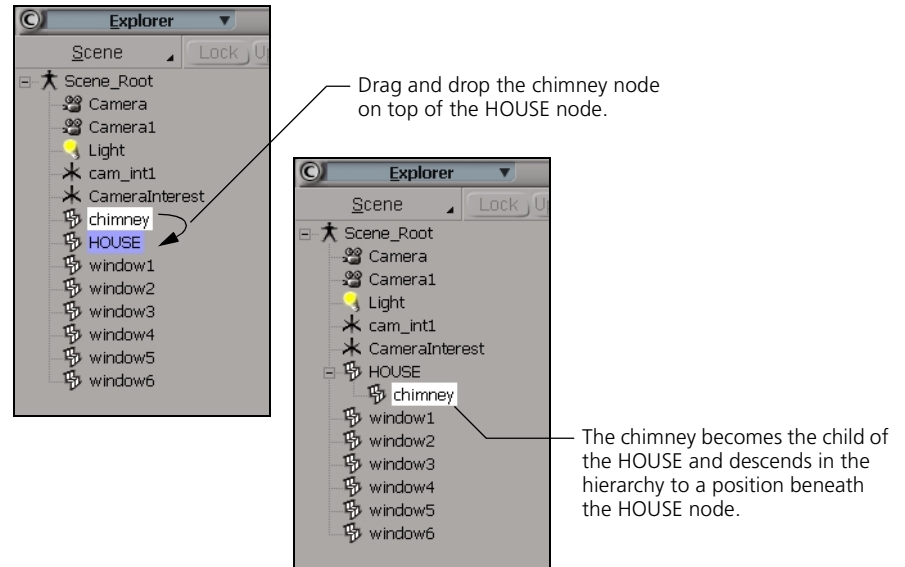 Explorer
Scene Lock
Scene_Root
Camera
Camera1
Light
cam_int1
CameraInterest
chimney
HOUSE
window1
window2
window3
window4
window5
window6
Drag and drop the chimney node
on top of the HOUSE node.
Explorer
Scene Lock
Scene_Root
Camera
Camera1
Light
cam_int1
CameraInterest
HOUSE
chimney
window1
window2
window3
window4
window5
window6
The chimney becomes the child of
the HOUSE and descends in the
hierarchy to a position beneath
the HOUSE node.